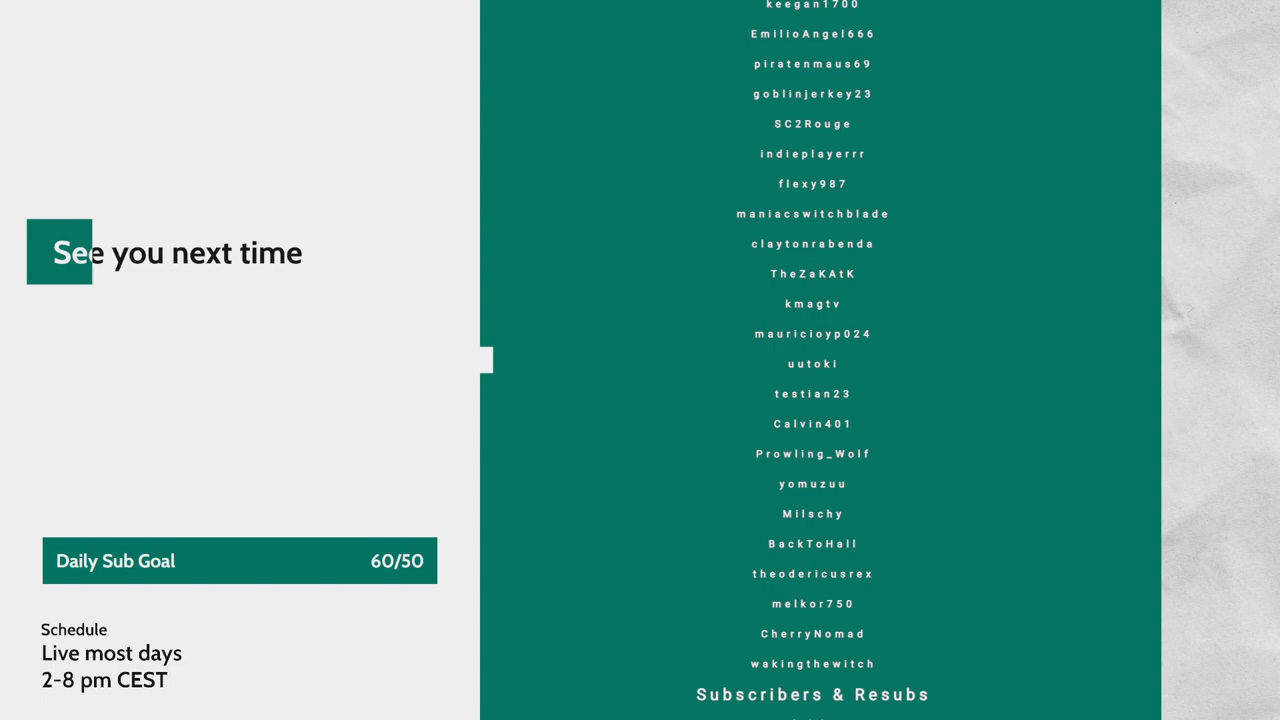 See you next time
Daily Sub Goal 60/50
Schedule
Live most days
2-8 pm CEST
keegan1700
EmilioAngel666
piratenmaus69
goblinjerkey23
SC2Rouge
indieplayerrr
flexy987
maniacswitchblade
claytonrabenda
TheZaKAtK
kmagtv
mauricioyp024
uutoki
testian23
Calvin401
Prowling_Wolf
yomuzuu
Milschy
BackToHall
theodericusrex
melkor750
CherryNomad
wakingthewitch
Subscribers & Resubs